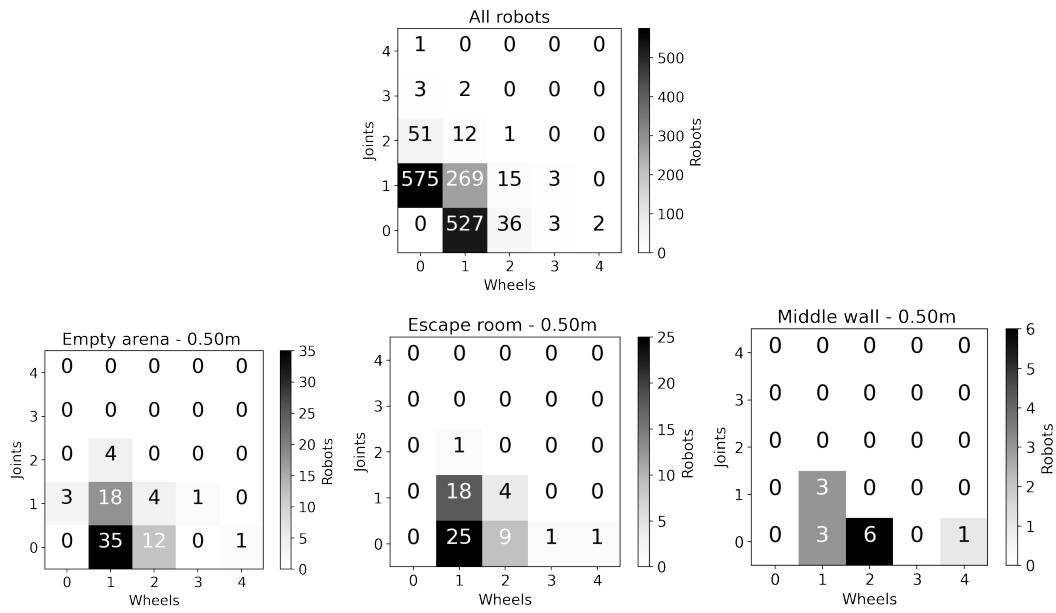 All robots
4 1 0 0 0 0
3 3 2 0 0 0
2 51 12 1 0 0
1 575 269 15 3 0
0 0 527 36 3 2
0 1 2 3 4
Wheels
Joints
500
400
300
200
100
0
Robots
Empty arena - 0.50m
4 0 0 0 0 0
3 0 0 0 0 0
2 0 4 0 0 0
1 3 18 4 1 0
0 0 35 12 0 1
0 1 2 3 4
Wheels
Joints
35
30
25
20
15
10
5
0
Robots
Escape room - 0.50m
4 0 0 0 0 0
3 0 0 0 0 0
2 0 1 0 0 0
1 0 18 4 0 0
0 0 25 9 1 1
0 1 2 3 4
Wheels
Joints
25
20
15
10
5
0
Robots
Middle wall - 0.50m
4 0 0 0 0 0
3 0 0 0 0 0
2 0 0 0 0 0
1 0 3 0 0 0
0 0 3 6 0 1
0 1 2 3 4
Wheels
Joints
6
5
4
3
2
1
0
Robots